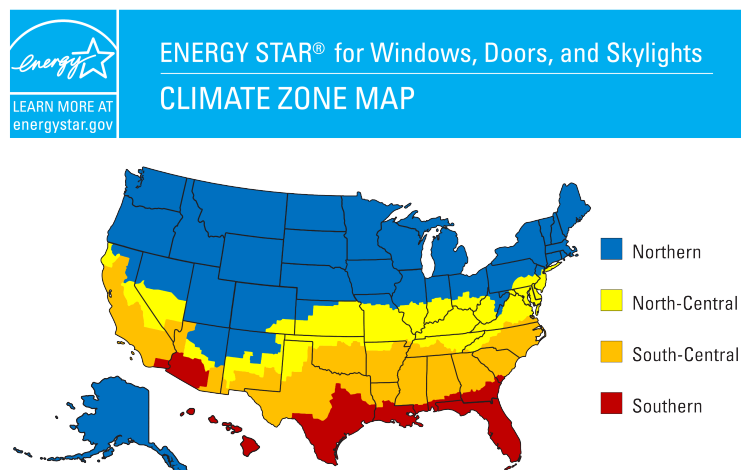 energy
LEARN MORE AT
energystar.gov
ENERGY STAR® for Windows, Doors, and Skylights
CLIMATE ZONE MAP
Northern
North-Central
South-Central
Southern